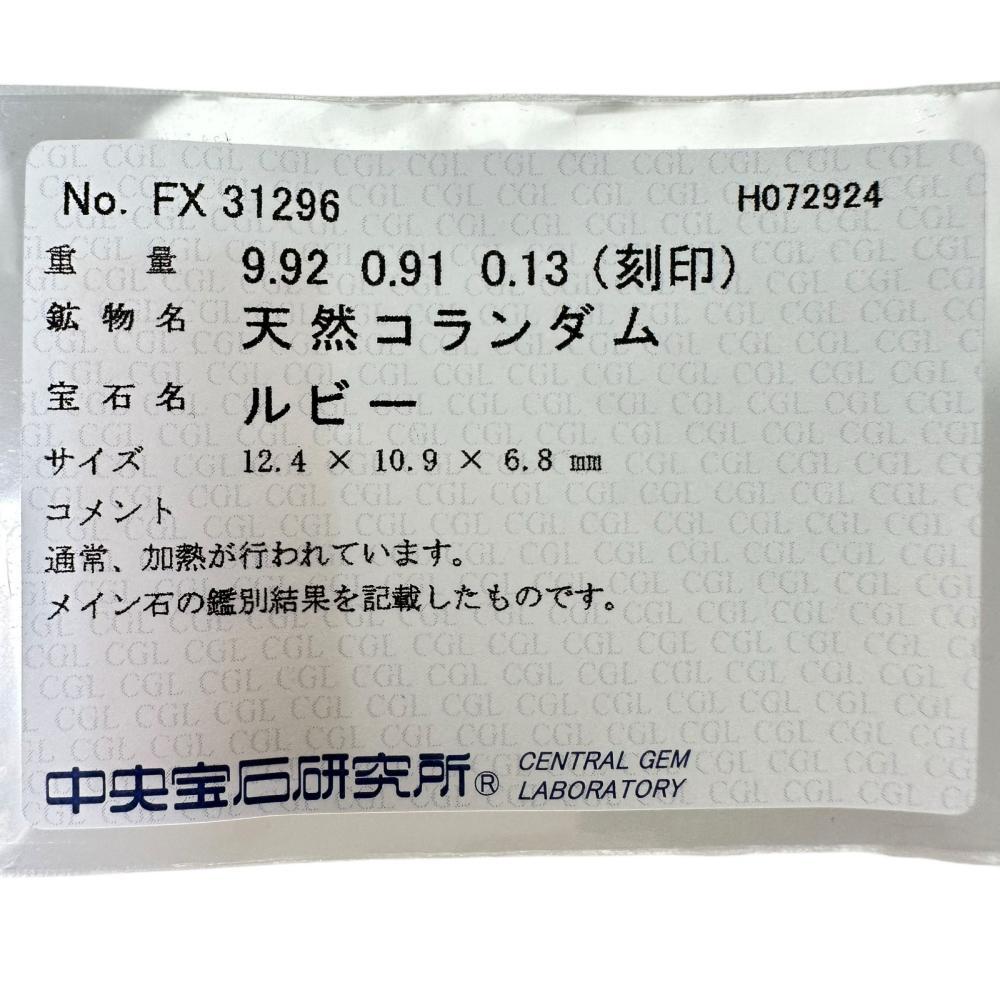 No. FX 31296
H072924
重量 9.92 0.91 0.13 (刻印)
鉱物名 天然コランダム
宝石名 ルビー
サイズ 12.4 × 10.9 × 6.8 ㎜
コメント
通常、加熱が行われています。
メイン石の鑑別結果を記載したものです。
中央宝石研究所® CENTRAL GEM
LABORATORY